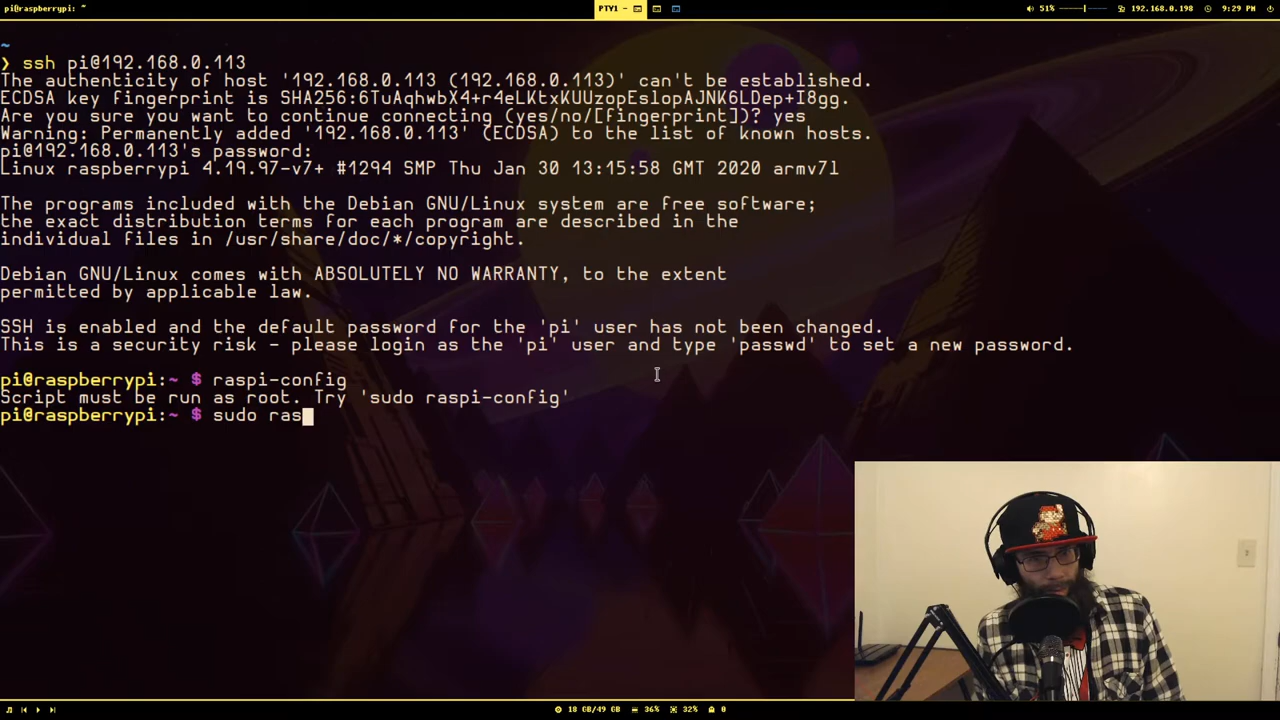 pi@raspberrypi: ~
PTY1 -
51%
192.168.0.198
9:29 PM
~
❯ ssh pi@192.168.0.113
The authenticity of host '192.168.0.113 (192.168.0.113)' can't be established.
ECDSA key fingerprint is SHA256:6TuAqhwbX4+r4eLKtxKUUzopEslopAJNK6LDep+I8gg.
Are you sure you want to continue connecting (yes/no/[fingerprint])? yes
Warning: Permanently added '192.168.0.113' (ECDSA) to the list of known hosts.
pi@192.168.0.113's password:
Linux raspberrypi 4.19.97-v7+ #1294 SMP Thu Jan 30 13:15:58 GMT 2020 armv7l
The programs included with the Debian GNU/Linux system are free software;
the exact distribution terms for each program are described in the
individual files in /usr/share/doc/*/copyright.
Debian GNU/Linux comes with ABSOLUTELY NO WARRANTY, to the extent
permitted by applicable law.
SSH is enabled and the default password for the 'pi' user has not been changed.
This is a security risk - please login as the 'pi' user and type 'passwd' to set a new password.
pi@raspberrypi:~ $ raspi-config
Script must be run as root. Try 'sudo raspi-config'
pi@raspberrypi:~ $ sudo ras
18 GB/49 GB
36%
32%
0